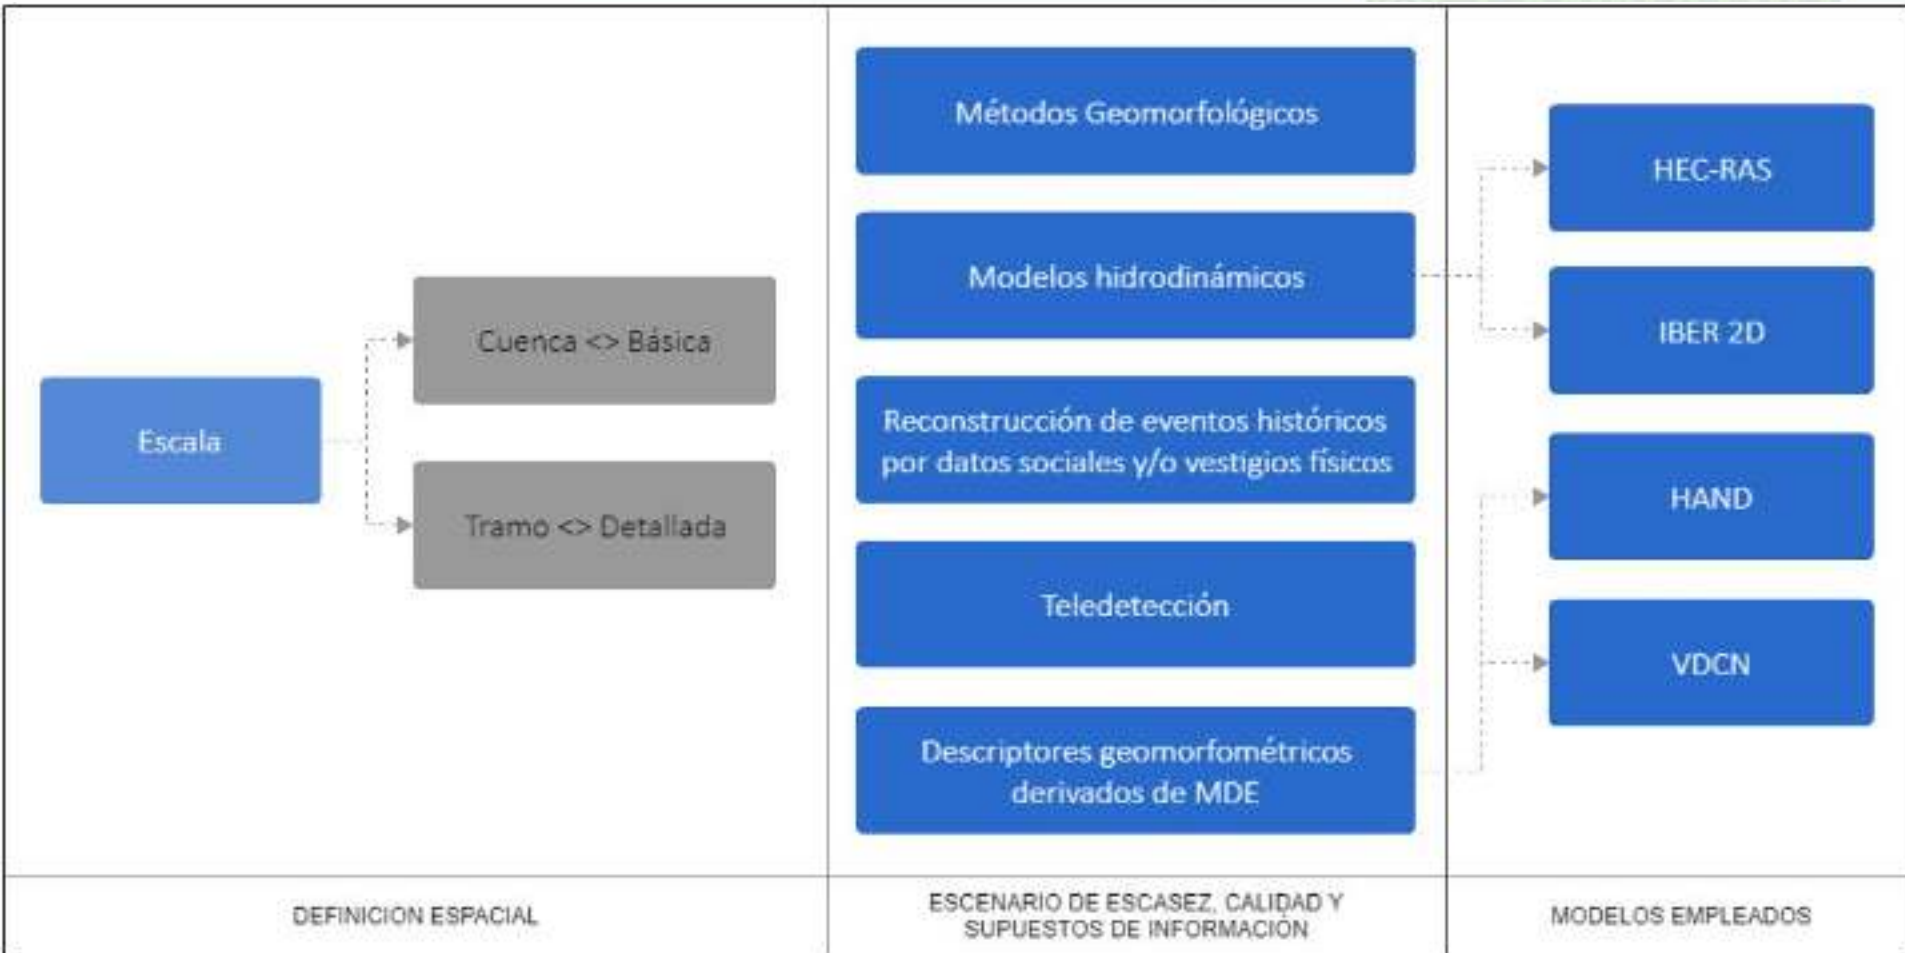 Escala
Cuenca <> Básica
Tramo <> Detallada
DEFINICION ESPACIAL
Métodos Geomorfológicos
Modelos hidrodinámicos
Reconstrucción de eventos históricos
por datos sociales y/o vestigios físicos
Teledetección
Descriptores geomorfométricos
derivados de MDE
ESCENARIO DE ESCASEZ, CALIDAD Y
SUPUESTOS DE INFORMACIÓN
HEC-RAS
IBER 2D
HAND
VDCN
MODELOS EMPLEADOS